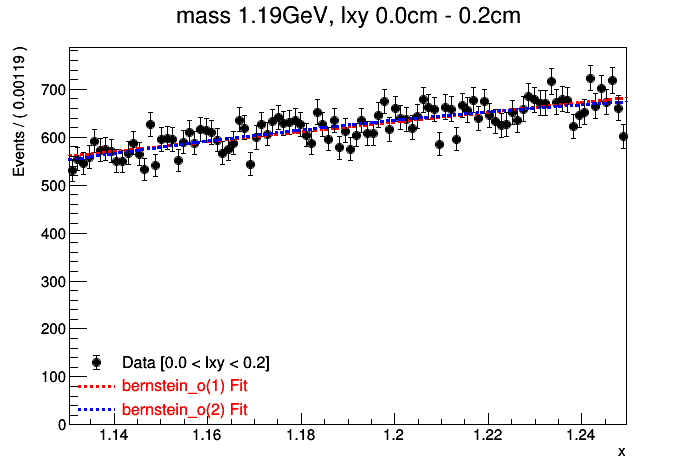 mass 1.19GeV, lxy 0.0cm - 0.2cm
Events / ( 0.00119 )
700
600
500
400
300
200
100
0
Data [0.0 < lxy < 0.2]
bernstein_o(1) Fit
bernstein_o(2) Fit
1.14 1.16 1.18 1.2 1.22 1.24
x